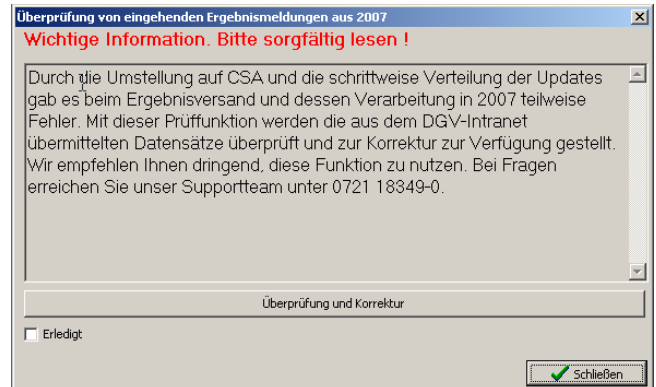 Überprüfung von eingehenden Ergebnismeldungen aus 2007
Wichtige Information. Bitte sorgfältig lesen !
Durch die Umstellung auf CSA und die schrittweise Verteilung der Updates
gab es beim Ergebnisversand und dessen Verarbeitung in 2007 teilweise
Fehler. Mit dieser Prüffunktion werden die aus dem DGV-Intranet
übermittelten Datensätze überprüft und zur Korrektur zur Verfügung gestellt.
Wir empfehlen Ihnen dringend, diese Funktion zu nutzen. Bei Fragen
erreichen Sie unser Supportteam unter 0721 18349-0.
Überprüfung und Korrektur
Erledigt
Schließen